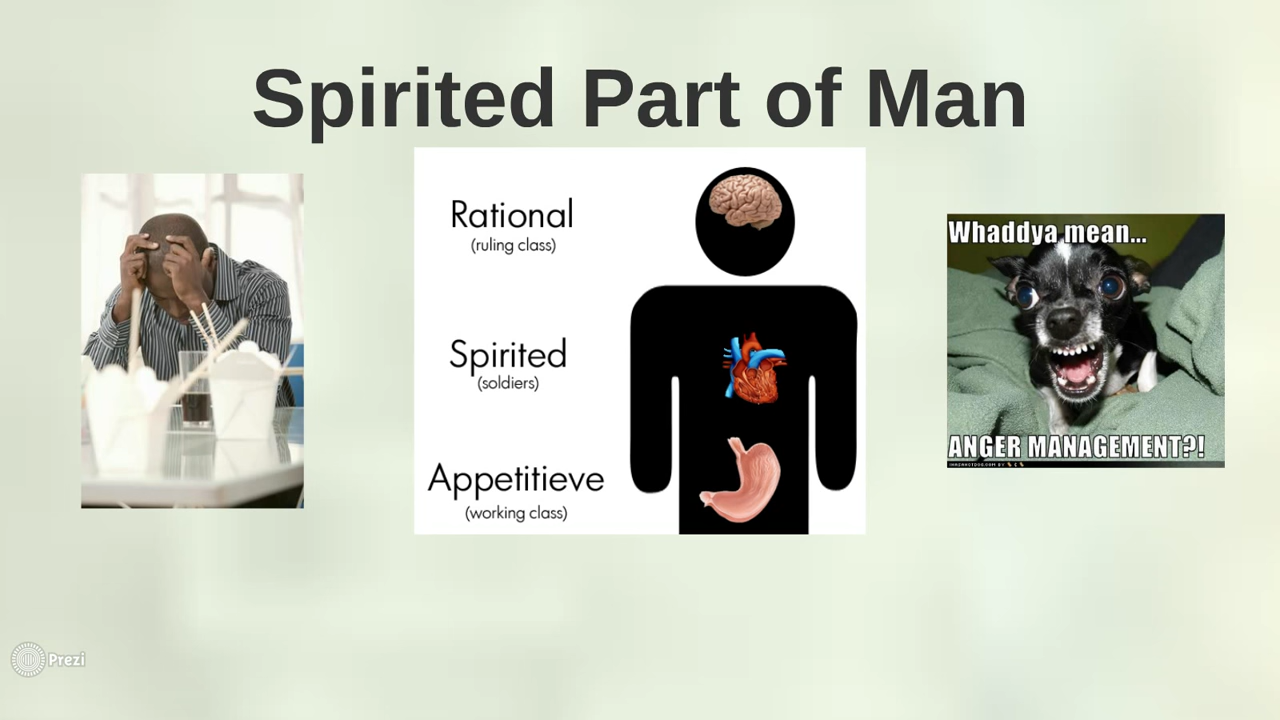 Spirited Part of Man
Rational
(ruling class)
Spirited
(soldiers)
Appetitieve
(working class)
Whaddya mean...
ANGER MANAGEMENT?!
Prezi